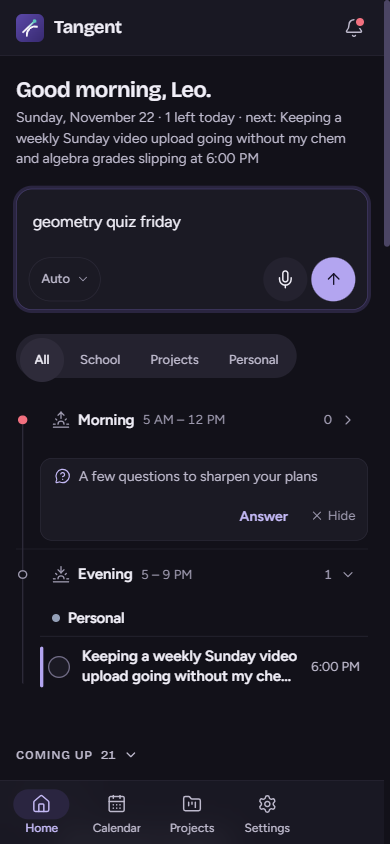 Tangent
Good morning, Leo.
Sunday, November 22 · 1 left today · next: Keeping a
weekly Sunday video upload going without my chem
and algebra grades slipping at 6:00 PM
geometry quiz friday
Auto
All School Projects Personal
Morning 5 AM – 12 PM 0
A few questions to sharpen your plans
Answer Hide
Evening 5 – 9 PM 1
Personal
Keeping a weekly Sunday video
upload going without my che...
6:00 PM
COMING UP 21
Home Calendar Projects Settings